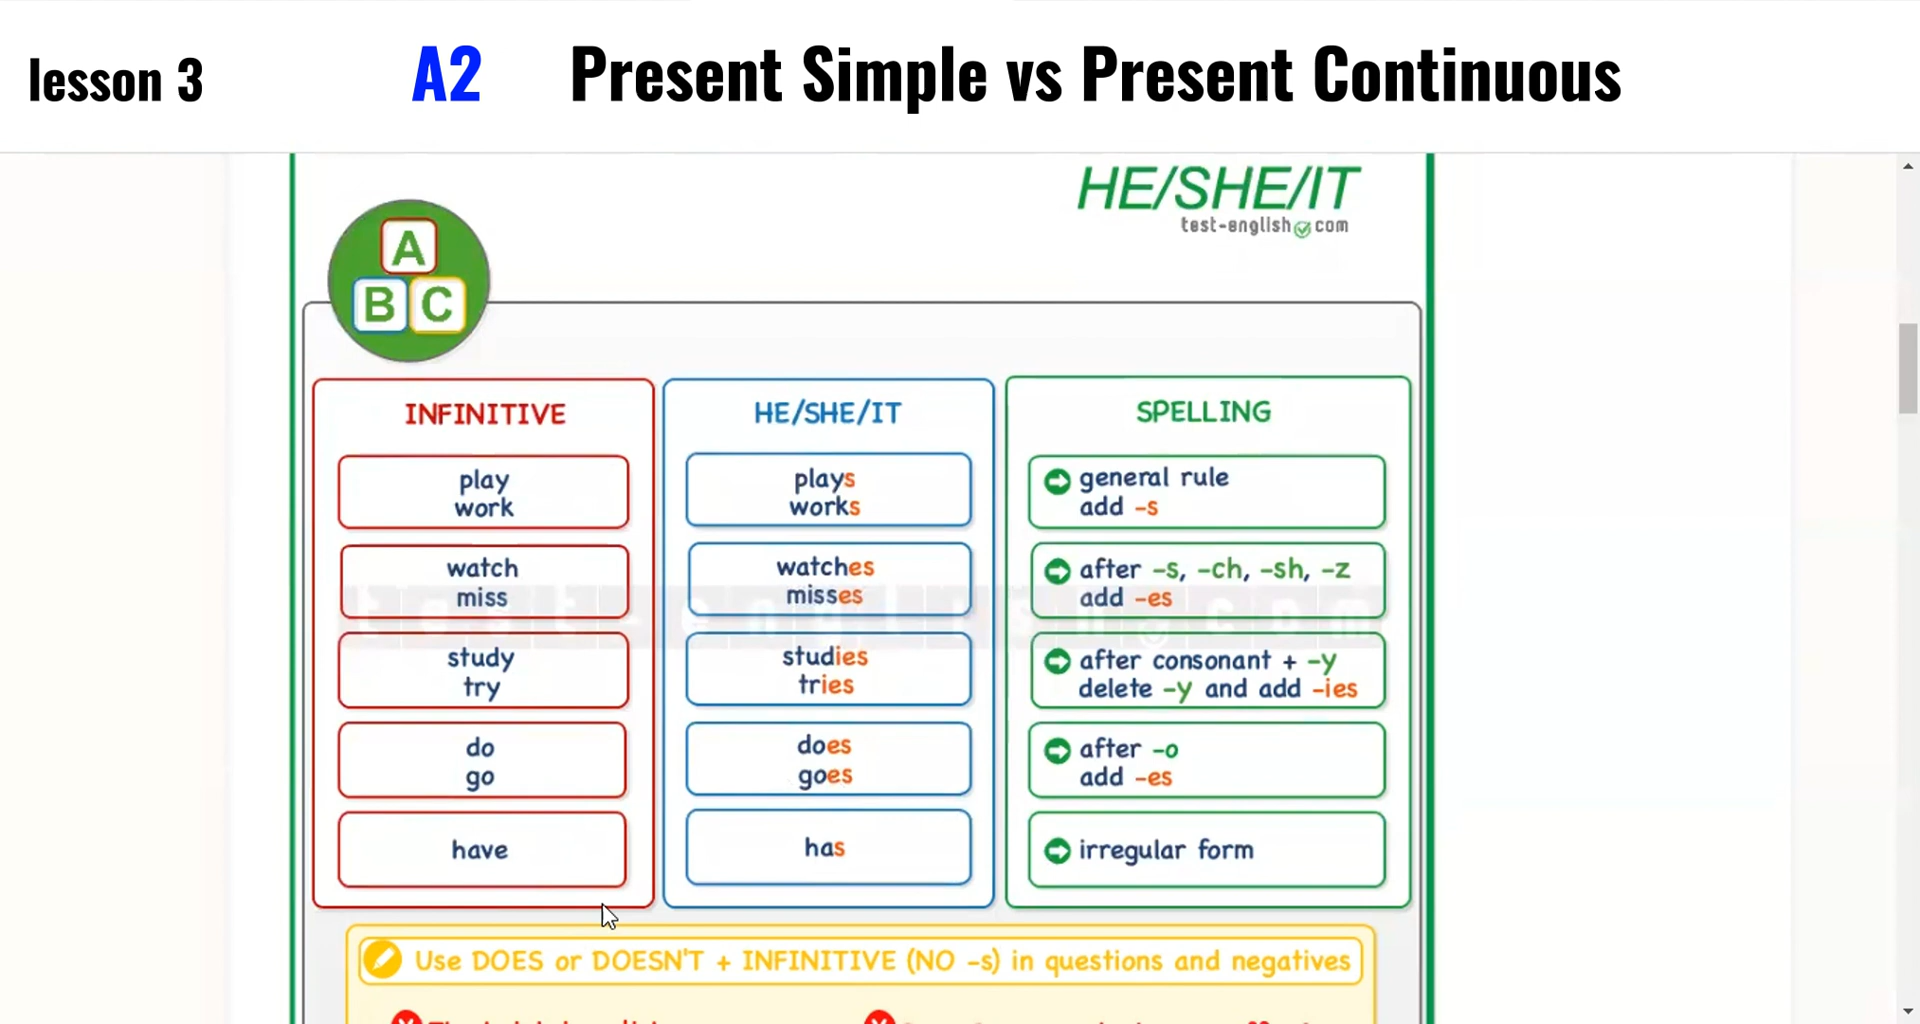 lesson 3
A2
Present Simple vs Present Continuous
HE/SHE/IT
test-english com
A
B C
INFINITIVE
play
work
watch
miss
study
try
do
go
have
HE/SHE/IT
plays
works
watches
misses
studies
tries
does
goes
has
SPELLING
general rule
add -s
after -s, -ch, -sh, -z
add -es
after consonant + -y
delete -y and add -ies
after -o
add -es
irregular form
Use DOES or DOESN'T + INFINITIVE (NO -s) in questions and negatives